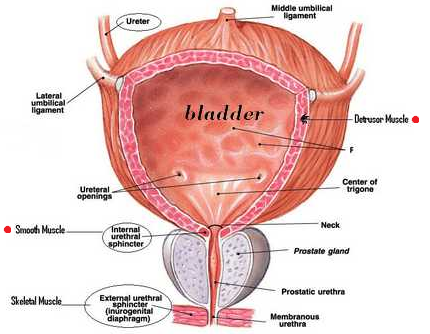 Middle umbilical
ligament
Ureter
Lateral
umbilical
ligament
bladder
Detrusor Muscle
F
Ureteral
openings
Center of
trigone
Smooth Muscle
Internal
urethral
sphincter
Neck
Prostate gland
Prostatic urethra
Skeletal Muscle
External urethral
sphincter
(inurogenital
diaphragm)
Membranous
urethra